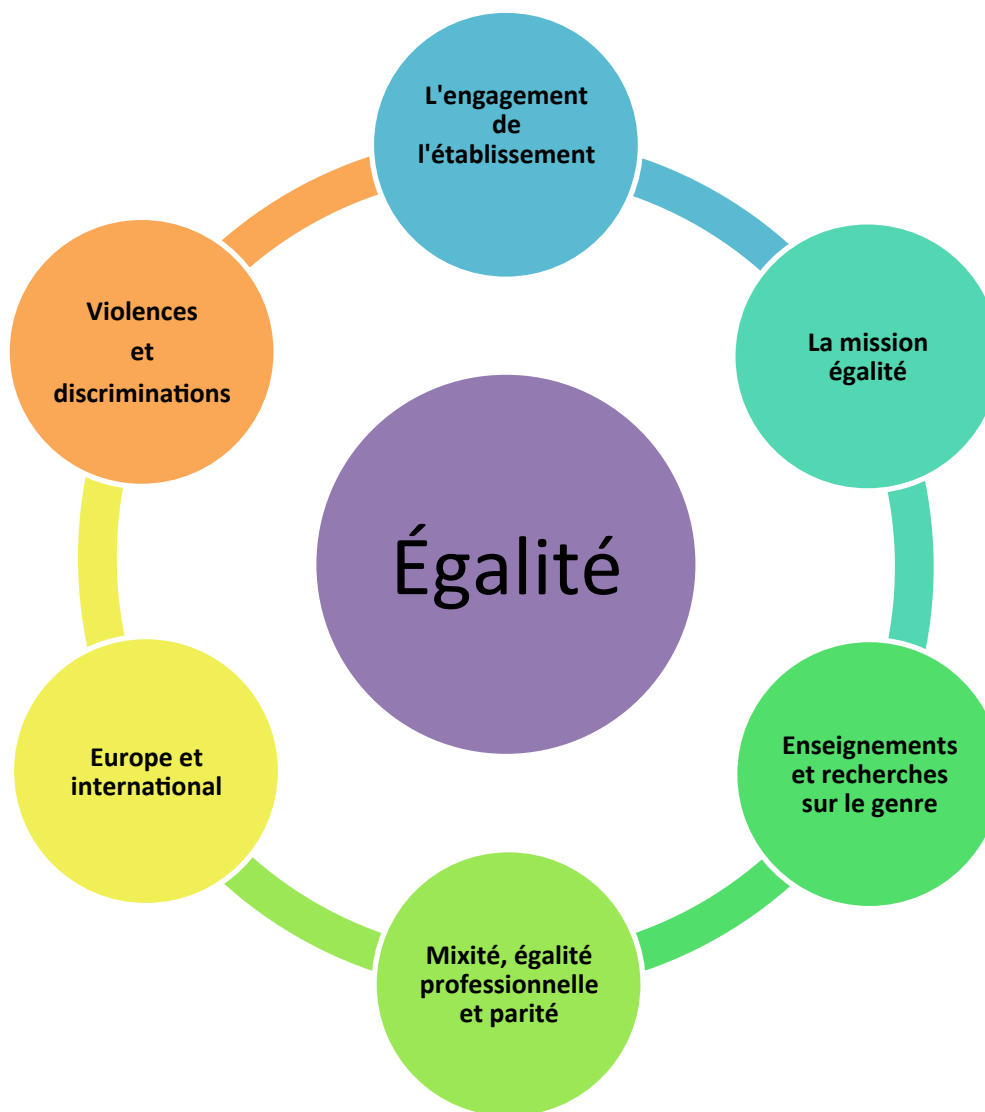 L'engagement
de
l'établissement
La mission
égalité
Enseignements
et recherches
sur le genre
Mixité, égalité
professionnelle
et parité
Europe et
international
Violences
et
discriminations
Égalité